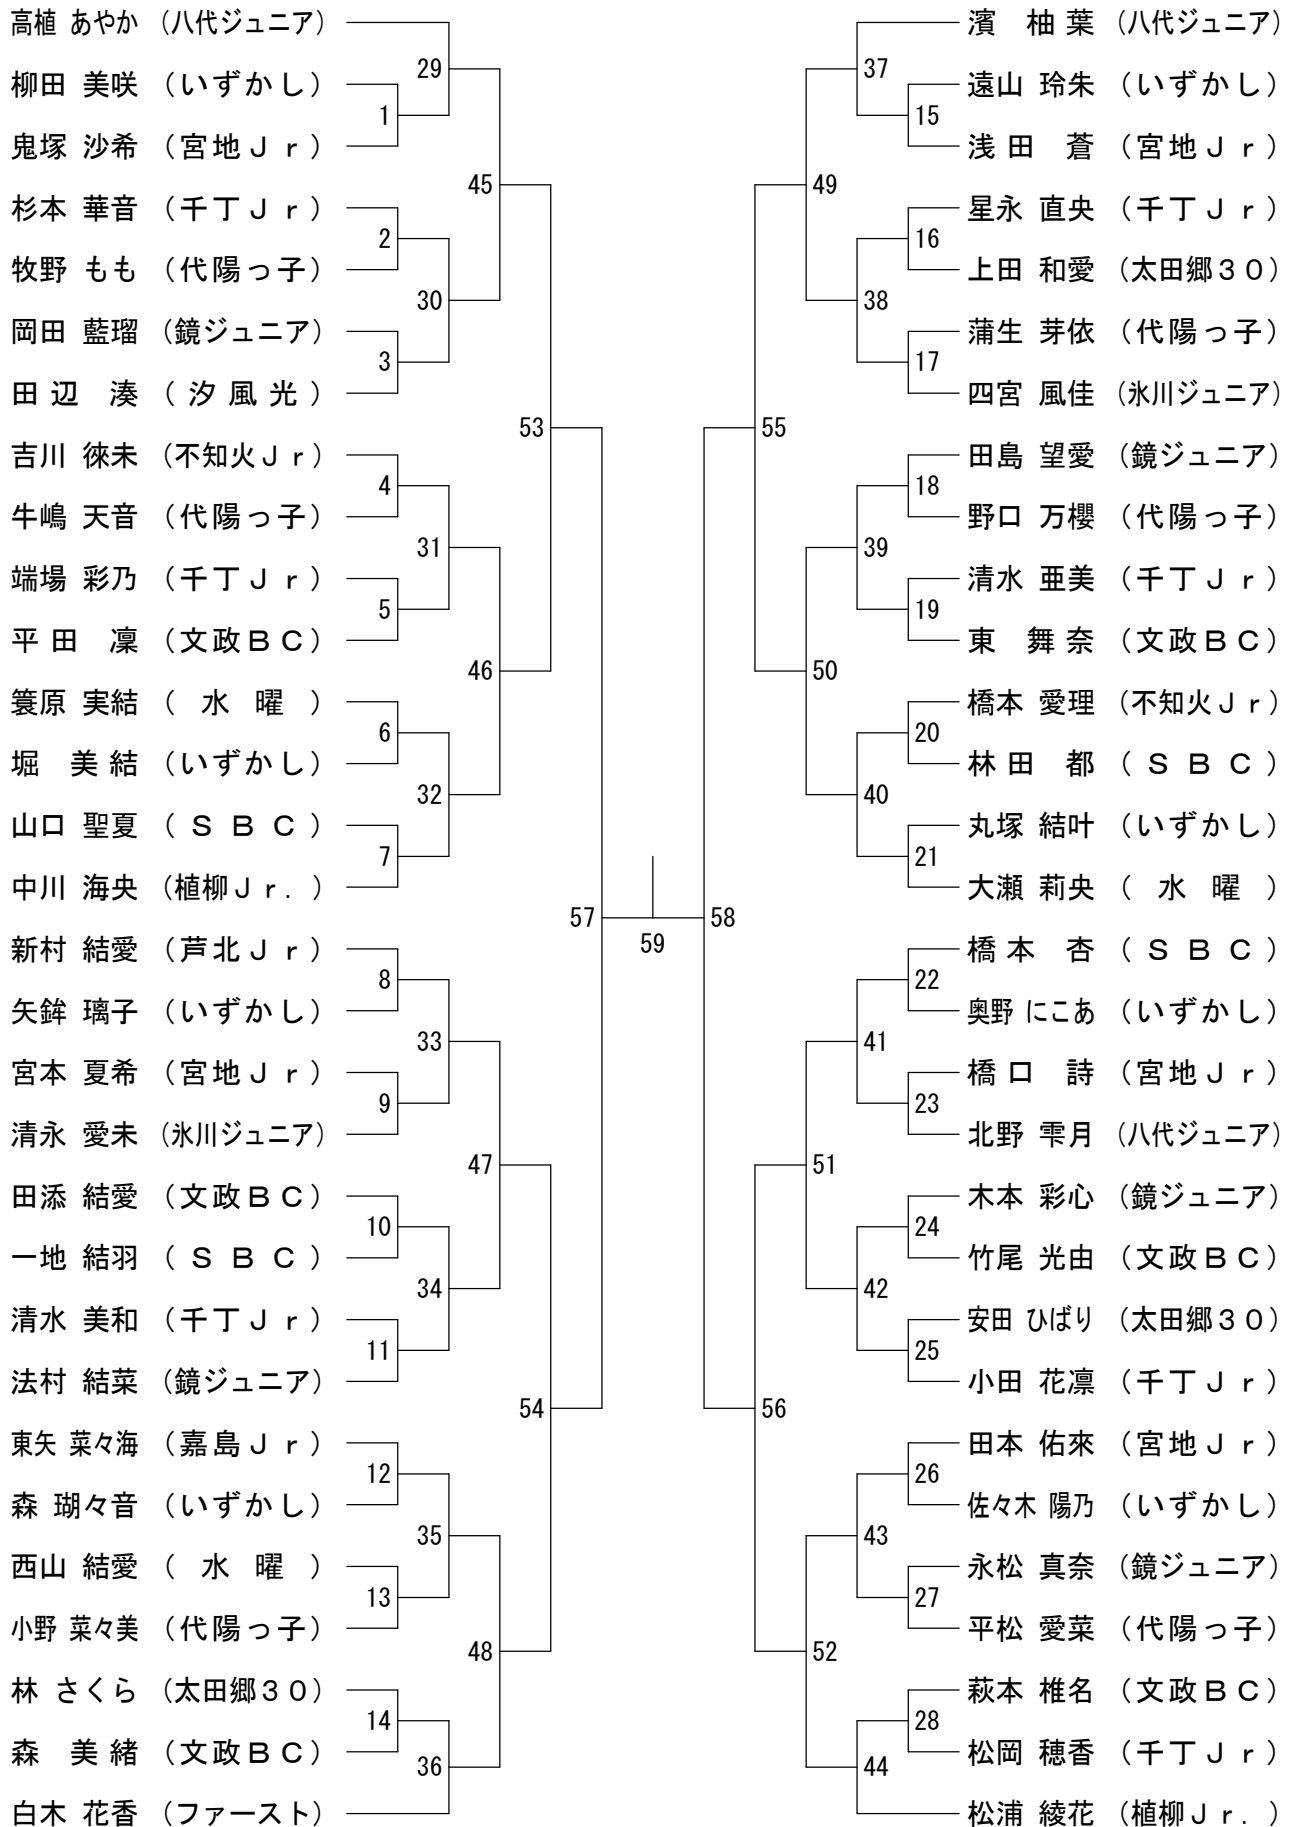 高植 あやか (八代ジュニア)
柳田 美咲 (いずかし)
鬼塚 沙希 (宮地Jr)
杉本 華音 (千丁Jr)
牧野 もも (代陽っ子)
岡田 藍瑠 (鏡ジュニア)
田辺 湊 (汐風光)
吉川 徠未 (不知火Jr)
牛嶋 天音 (代陽っ子)
端場 彩乃 (千丁Jr)
平田 凜 (文政BC)
簑原 実結 (水曜)
堀 美結 (いずかし)
山口 聖夏 (SBC)
中川 海央 (植柳Jr.)
新村 結愛 (芦北Jr)
矢鉾 璃子 (いずかし)
宮本 夏希 (宮地Jr)
清永 愛未 (氷川ジュニア)
田添 結愛 (文政BC)
一地 結羽 (SBC)
清水 美和 (千丁Jr)
法村 結菜 (鏡ジュニア)
東矢 菜々海 (嘉島Jr)
森 瑚々音 (いずかし)
西山 結愛 (水曜)
小野 菜々美 (代陽っ子)
林 さくら (太田郷30)
森 美緒 (文政BC)
白木 花香 (ファースト)
1
2
3
4
5
6
7
8
9
10
11
12
13
14
29
30
31
32
33
34
35
36
45
46
47
48
53
54
57
59
58
55
56
49
50
51
52
37
38
39
40
41
42
43
44
15
16
17
18
19
20
21
22
23
24
25
26
27
28
濱 柚葉 (八代ジュニア)
遠山 玲朱 (いずかし)
浅田 蒼 (宮地Jr)
星永 直央 (千丁Jr)
上田 和愛 (太田郷30)
蒲生 芽依 (代陽っ子)
四宮 風佳 (氷川ジュニア)
田島 望愛 (鏡ジュニア)
野口 万櫻 (代陽っ子)
清水 亜美 (千丁Jr)
東 舞奈 (文政BC)
橋本 愛理 (不知火Jr)
林田 都 (SBC)
丸塚 結叶 (いずかし)
大瀬 莉央 (水曜)
橋本 杏 (SBC)
奥野 にこあ (いずかし)
橋口 詩 (宮地Jr)
北野 雫月 (八代ジュニア)
木本 彩心 (鏡ジュニア)
竹尾 光由 (文政BC)
安田 ひばり (太田郷30)
小田 花凛 (千丁Jr)
田本 佑來 (宮地Jr)
佐々木 陽乃 (いずかし)
永松 真奈 (鏡ジュニア)
平松 愛菜 (代陽っ子)
萩本 椎名 (文政BC)
松岡 穂香 (千丁Jr)
松浦 綾花 (植柳Jr.)